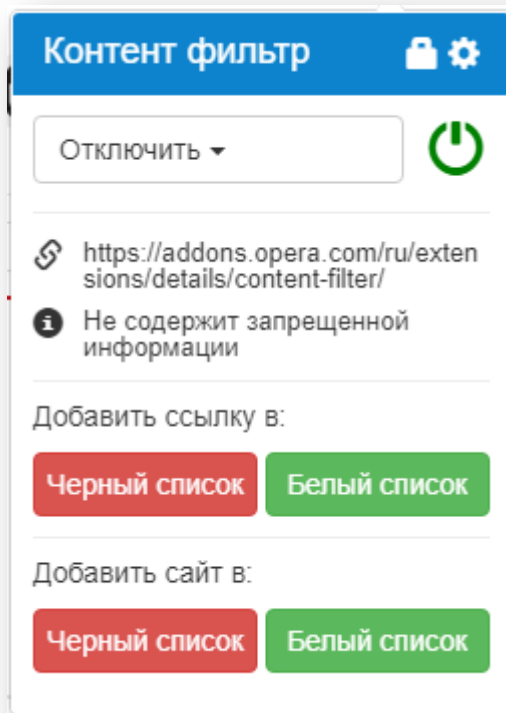 Контент фильтр
Отключить
https://addons.opera.com/ru/exten
sions/details/content-filter/
Не содержит запрещенной
информации
Добавить ссылку в:
Черный список Белый список
Добавить сайт в:
Черный список Белый список